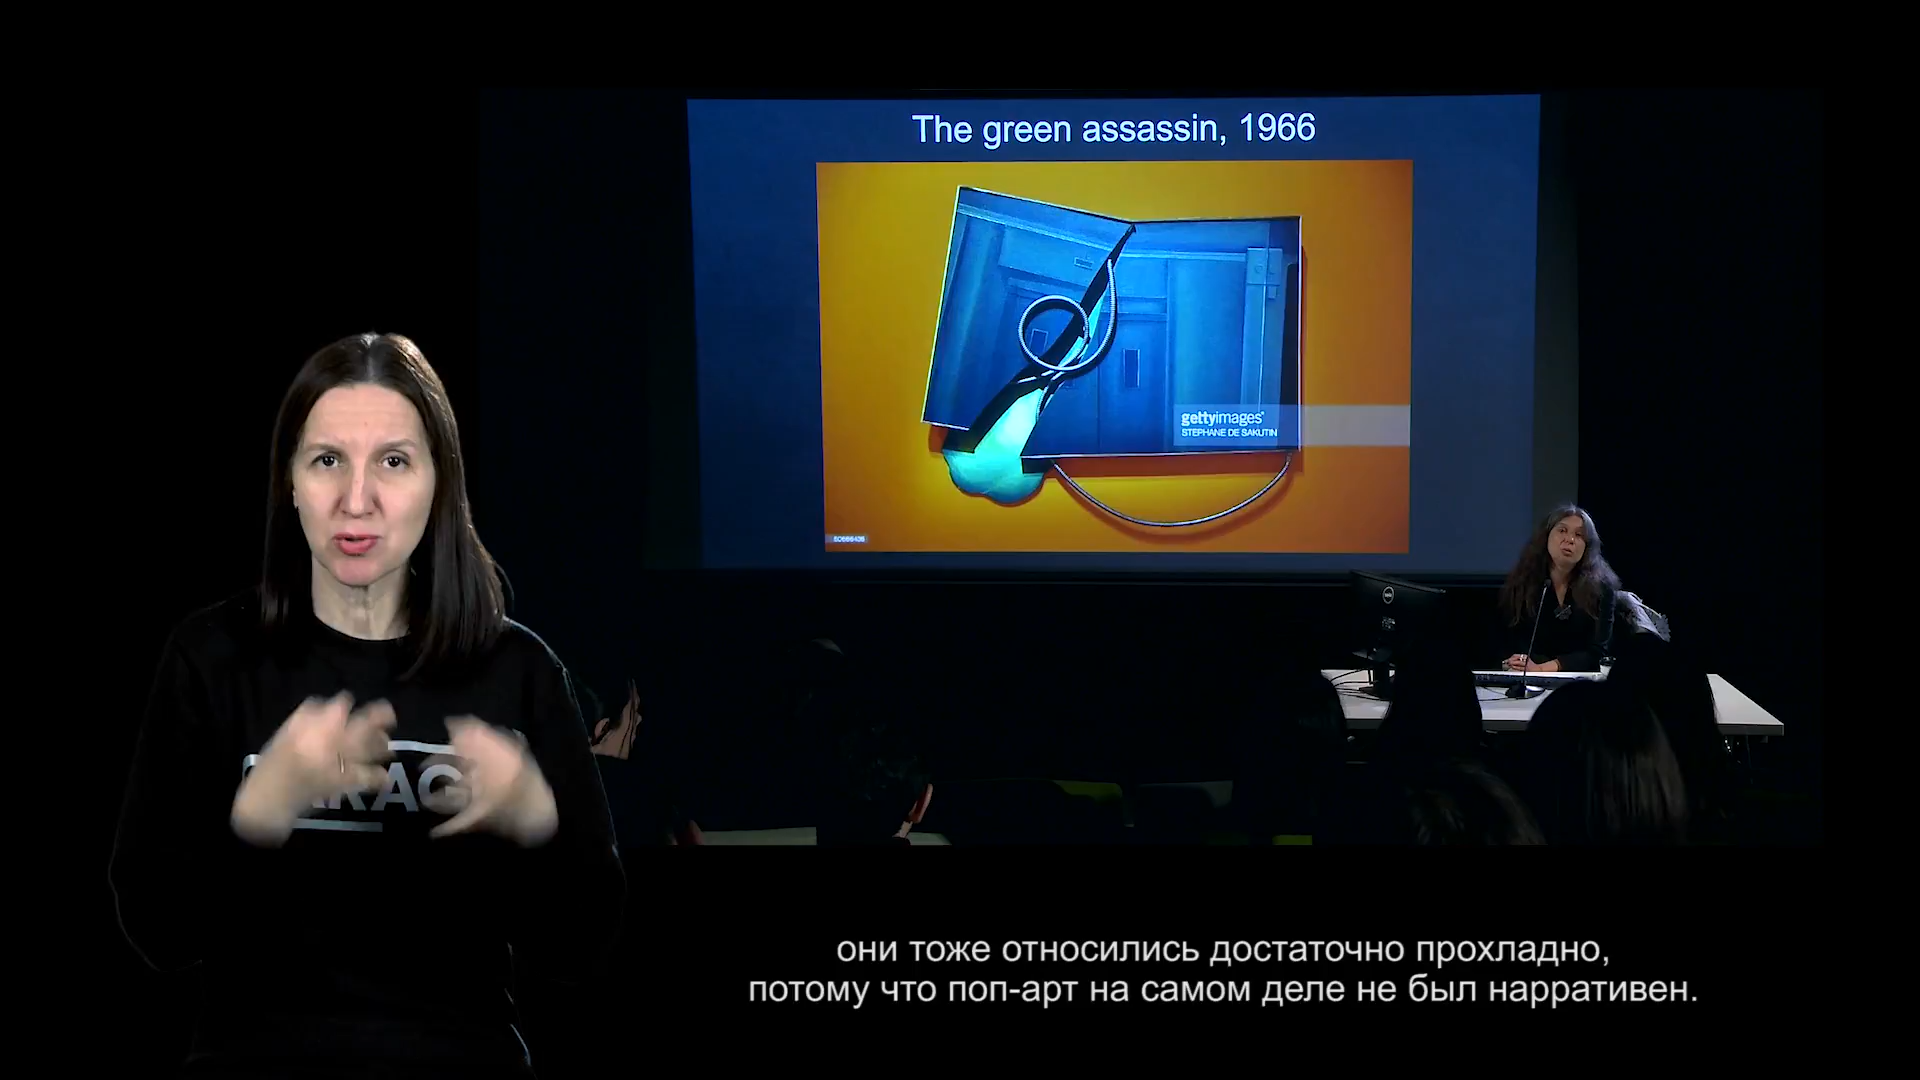 The green assassin, 1966
gettyimages®
STEPHANE DE SAKUTIN
они тоже относились достаточно прохладно,
потому что поп-арт на самом деле не был нарративен.